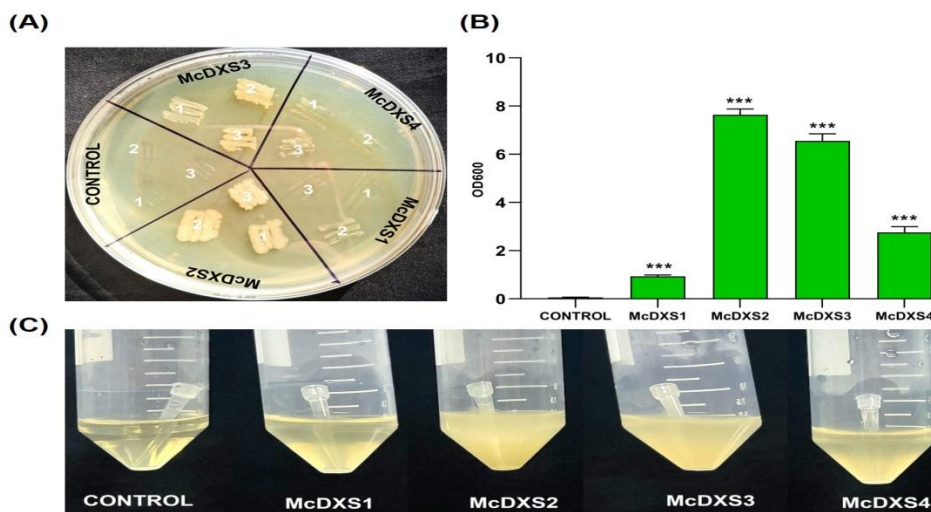 (A)
McDXS3
McDXS4
CONTROL
McDXS1
McDXS2
1
2
3
1
2
3
2
3
1
3
1
2
3
2
1
(B)
OD600
10
8
6
4
2
0
***
***
***
***
CONTROL
McDXS1
McDXS2
McDXS3
McDXS4
(C)
CONTROL
McDXS1
McDXS2
McDXS3
McDXS4